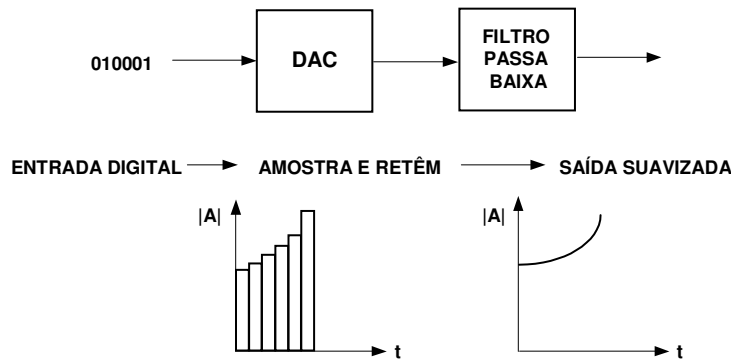 010001
DAC
FILTRO
PASSA
BAIXA
ENTRADA DIGITAL
AMOSTRA E RETÊM
SAÍDA SUAVIZADA
|A|
t
|A|
t